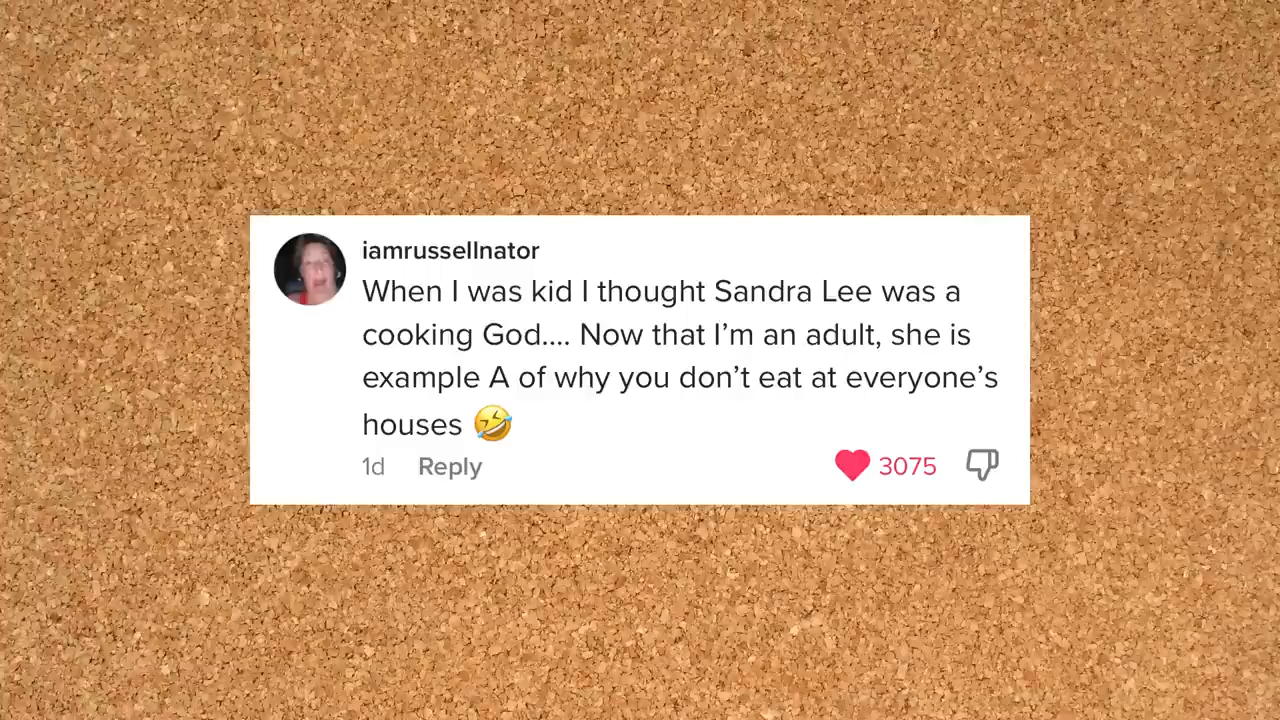 iamrussellnator
When I was kid I thought Sandra Lee was a
cooking God.... Now that I’m an adult, she is
example A of why you don’t eat at everyone’s
houses 🤣
1d Reply 3075